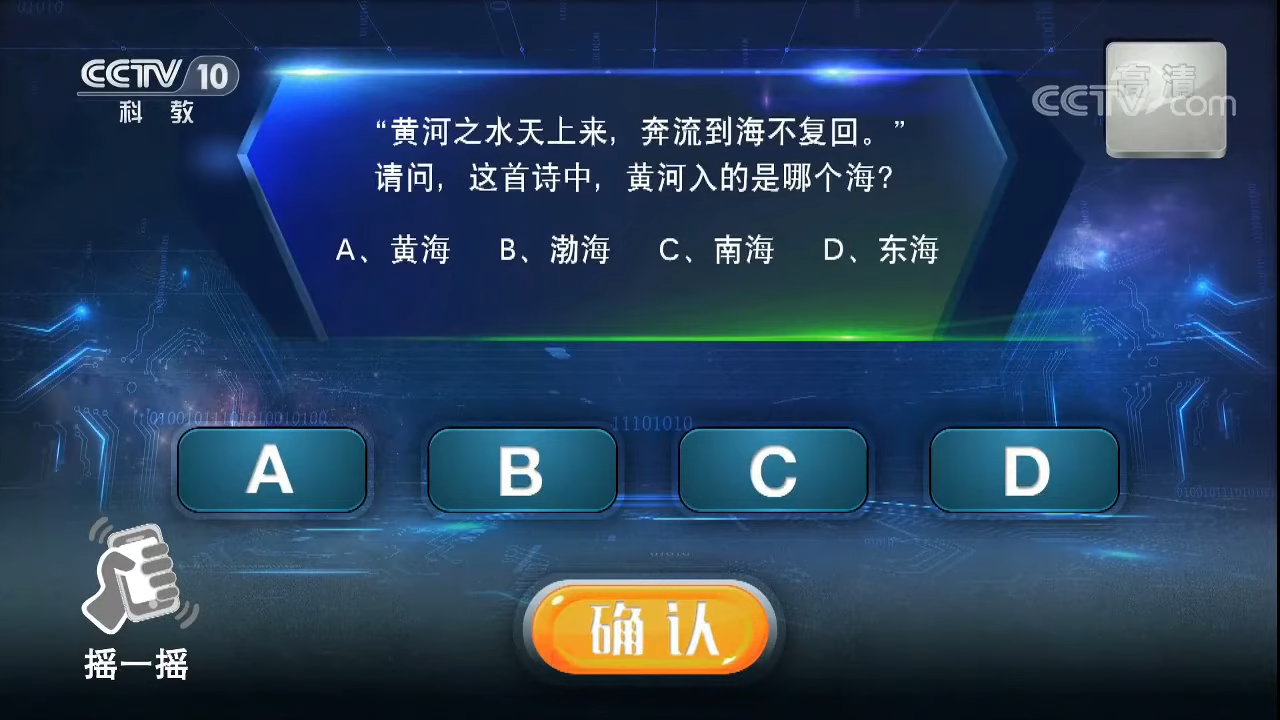 CCTV 10
科 教
高清
CCTV.com
“黄河之水天上来，奔流到海不复回。”
请问，这首诗中，黄河入的是哪个海？
A、黄海 B、渤海 C、南海 D、东海
11101010
A B C D
摇一摇
确认